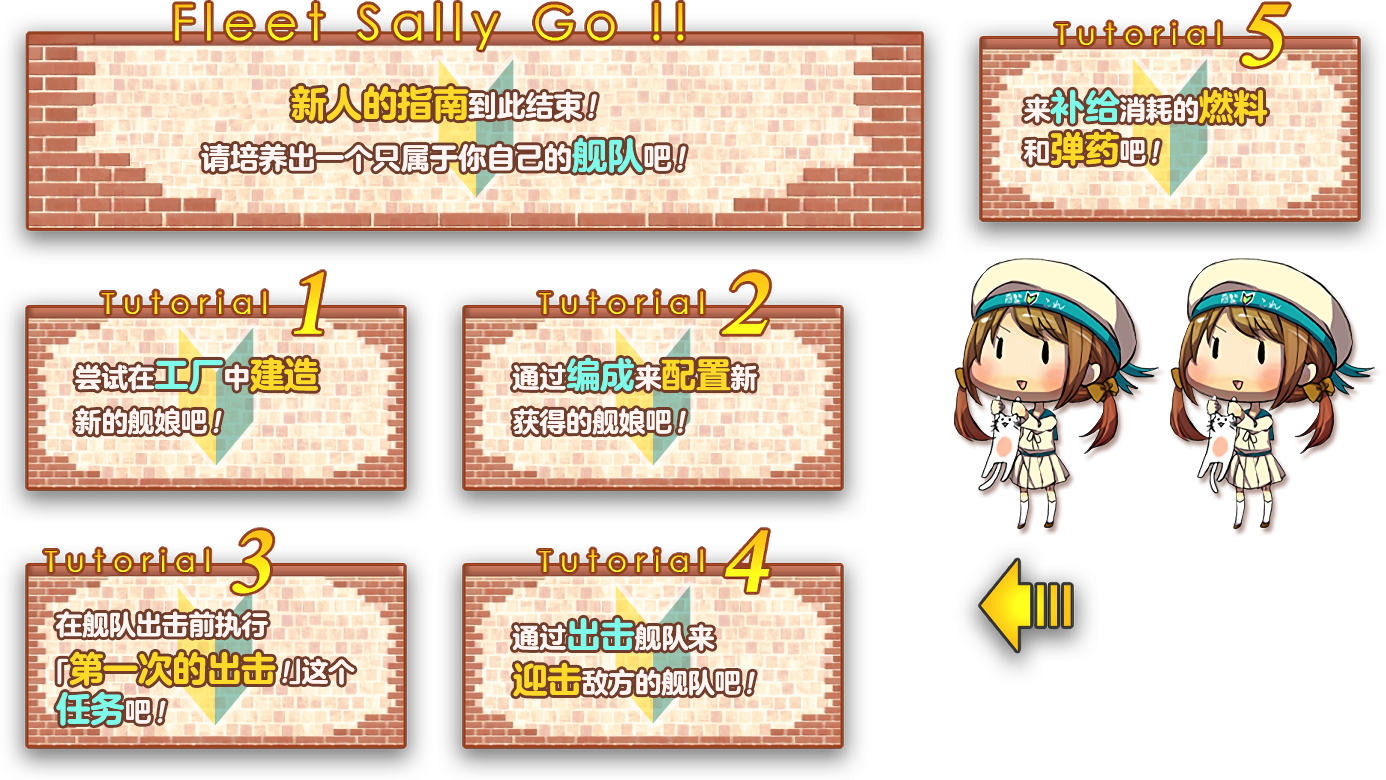 Fleet Sally Go !!
新人的指南到此结束！
请培养出一个只属于你自己的舰队吧！
Tutorial 5
来补给消耗的燃料
和弹药吧！
Tutorial 1
尝试在工厂中建造
新的舰娘吧！
Tutorial 2
通过编成来配置新
获得的舰娘吧！
Tutorial 3
在舰队出击前执行
「第一次的出击！」这个
任务吧！
Tutorial 4
通过出击舰队来
迎击敌方的舰队吧！